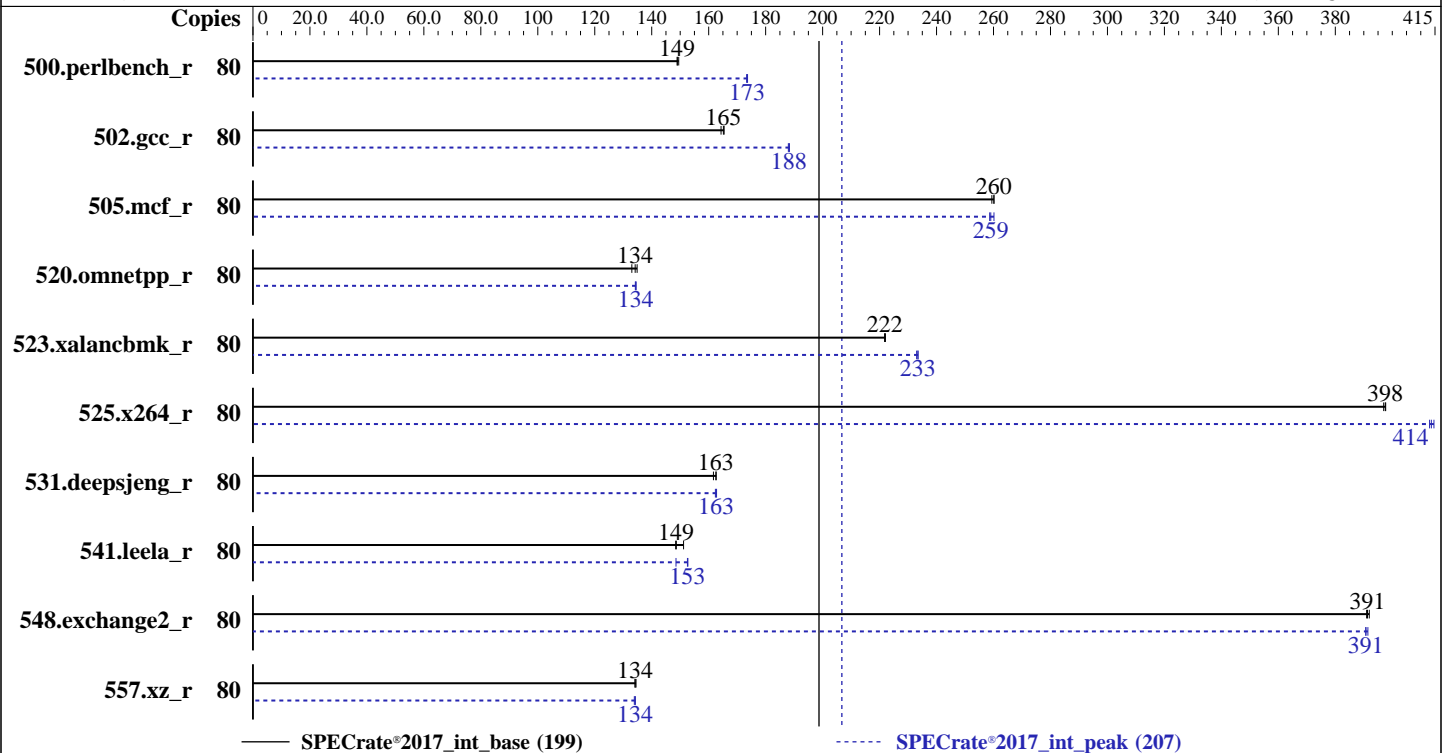 Copies 0 20.0 40.0 60.0 80.0 100 120 140 160 180 200 220 240 260 280 300 320 340 360 380 415
149
500.perlbench_r 80
173
165
502.gcc_r 80
188
260
505.mcf_r 80
259
134
520.omnetpp_r 80
134
222
523.xalancbmk_r 80
233
398
525.x264_r 80
414
163
531.deepsjeng_r 80
163
149
541.leela_r 80
153
391
548.exchange2_r 80
391
134
557.xz_r 80
134
SPECrate®2017_int_base (199) SPECrate®2017_int_peak (207)